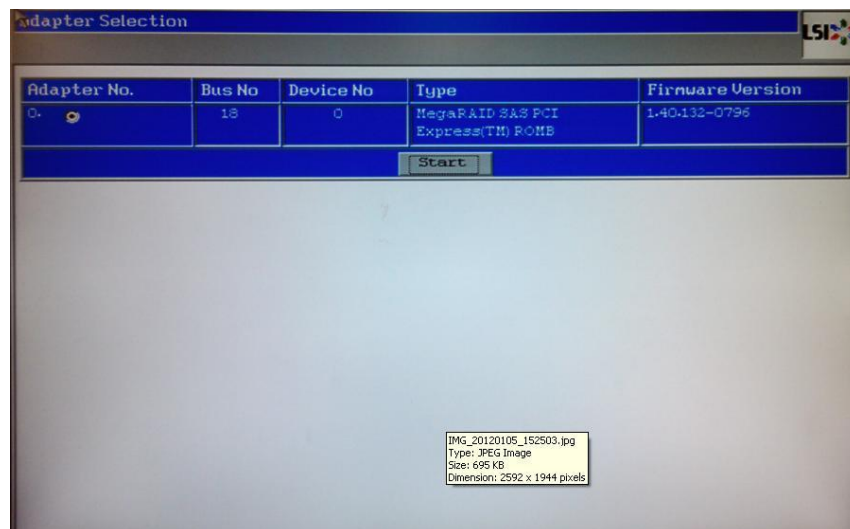 Adapter Selection
LSI
Adapter No.
Bus No
Device No
Type
Firmware Version
0.
18
0
MegaRAID SAS PCI
Express(TM) ROMB
1.40.132-0796
Start
IMG_20120105_152503.jpg
Type: JPEG Image
Size: 695 KB
Dimension: 2592 x 1944 pixels